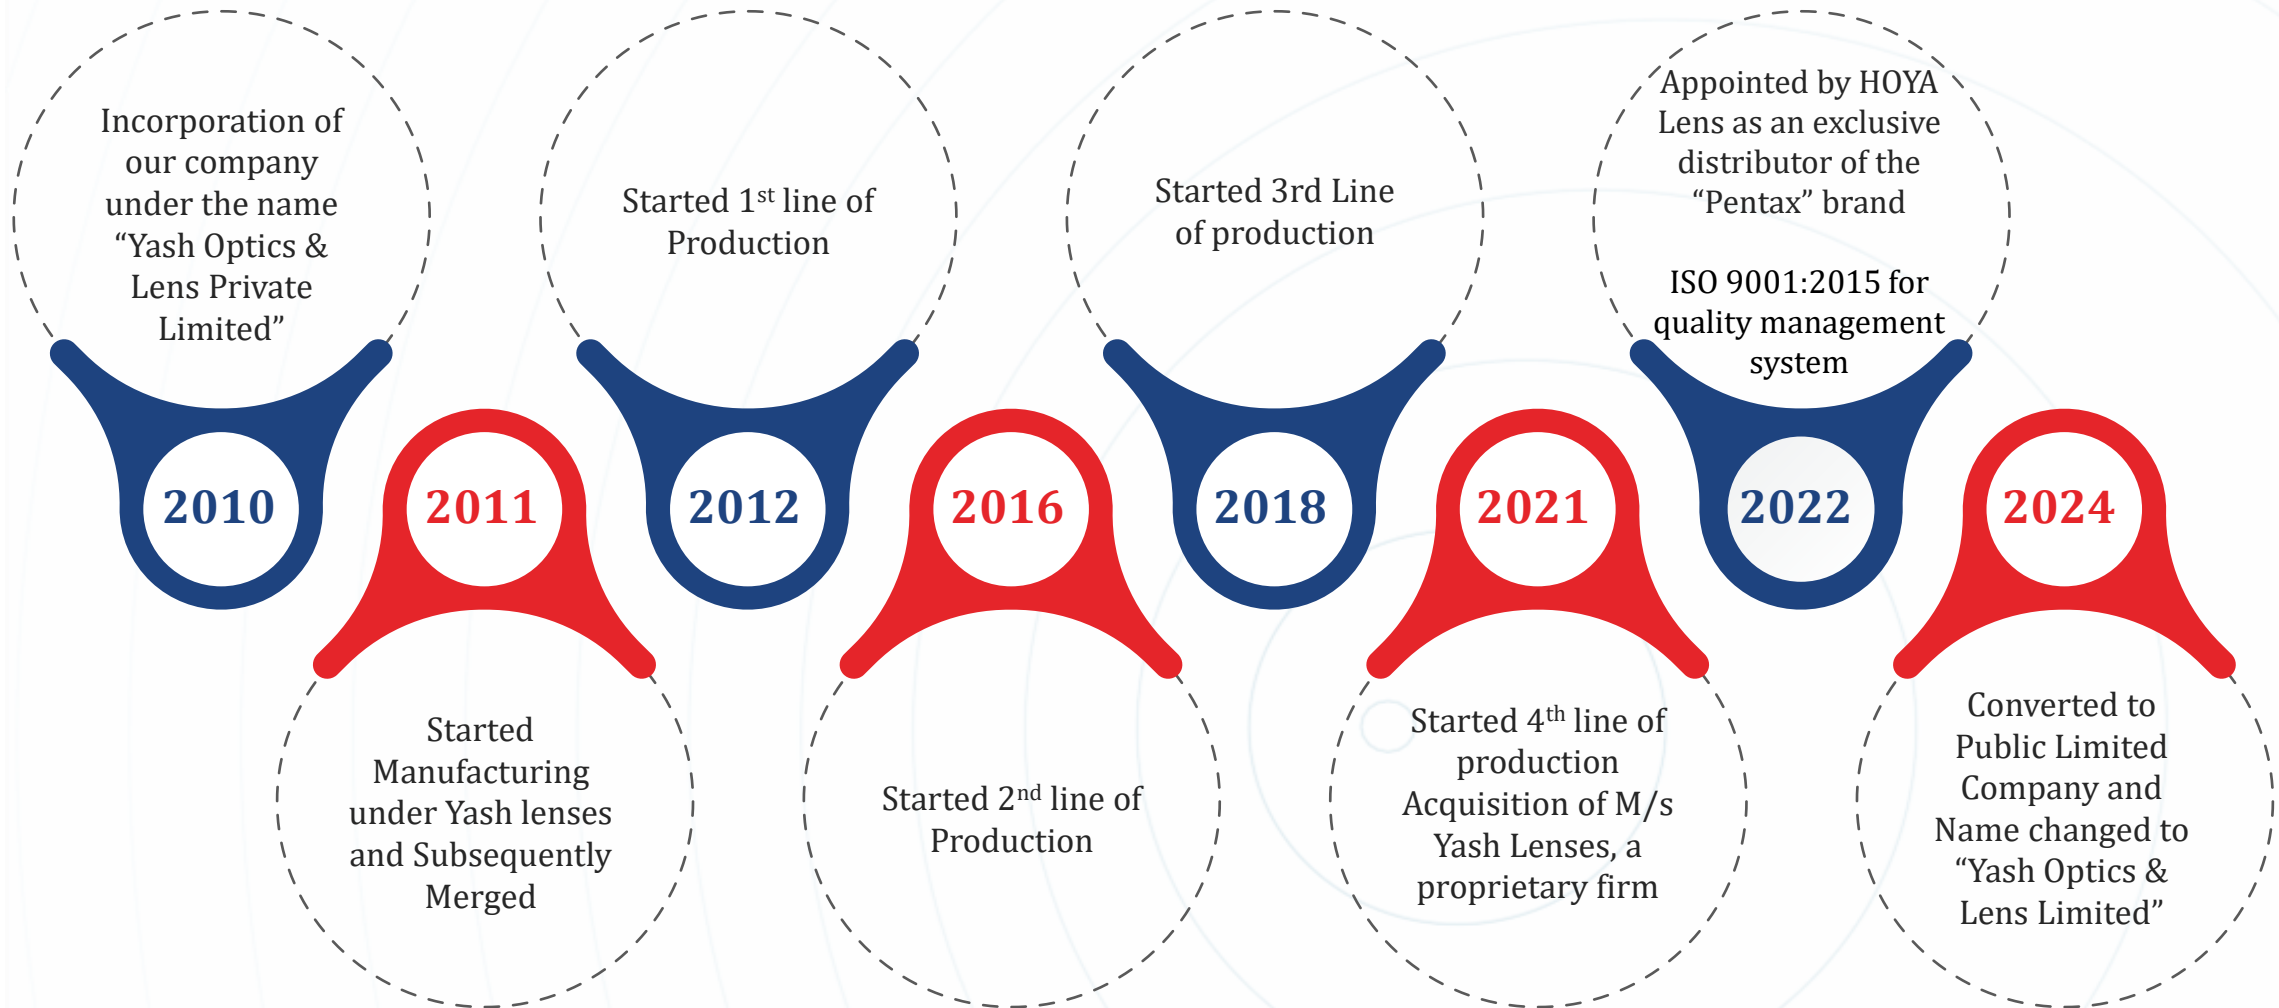 Incorporation of
our company
under the name
“Yash Optics &
Lens Private
Limited”
2010
2011
Started
Manufacturing
under Yash lenses
and Subsequently
Merged
Started 1st line of
Production
2012
2016
Started 2nd line of
Production
Started 3rd Line
of production
2018
2021
Started 4th line of
production
Acquisition of M/s
Yash Lenses, a
proprietary firm
Appointed by HOYA
Lens as an exclusive
distributor of the
“Pentax” brand
ISO 9001:2015 for
quality management
system
2022
2024
Converted to
Public Limited
Company and
Name changed to
“Yash Optics &
Lens Limited”